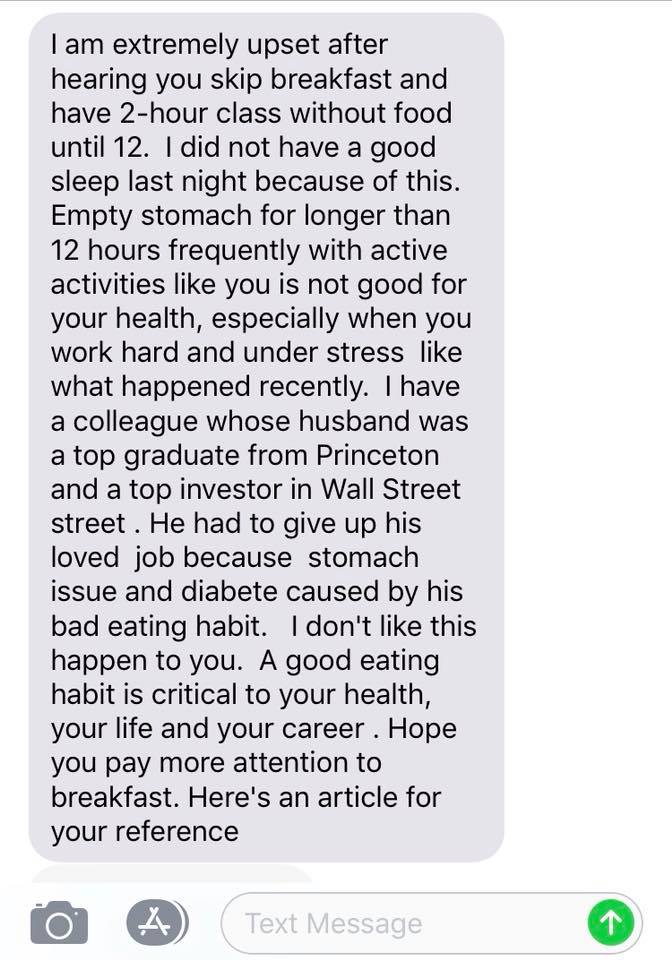 I am extremely upset after
hearing you skip breakfast and
have 2-hour class without food
until 12.  I did not have a good
sleep last night because of this.
Empty stomach for longer than
12 hours frequently with active
activities like you is not good for
your health, especially when you
work hard and under stress  like
what happened recently.  I have
a colleague whose husband was
a top graduate from Princeton
and a top investor in Wall Street
street . He had to give up his
loved  job because  stomach
issue and diabete caused by his
bad eating habit.   I don't like this
happen to you.  A good eating
habit is critical to your health,
your life and your career . Hope
you pay more attention to
breakfast. Here's an article for
your reference
Text Message